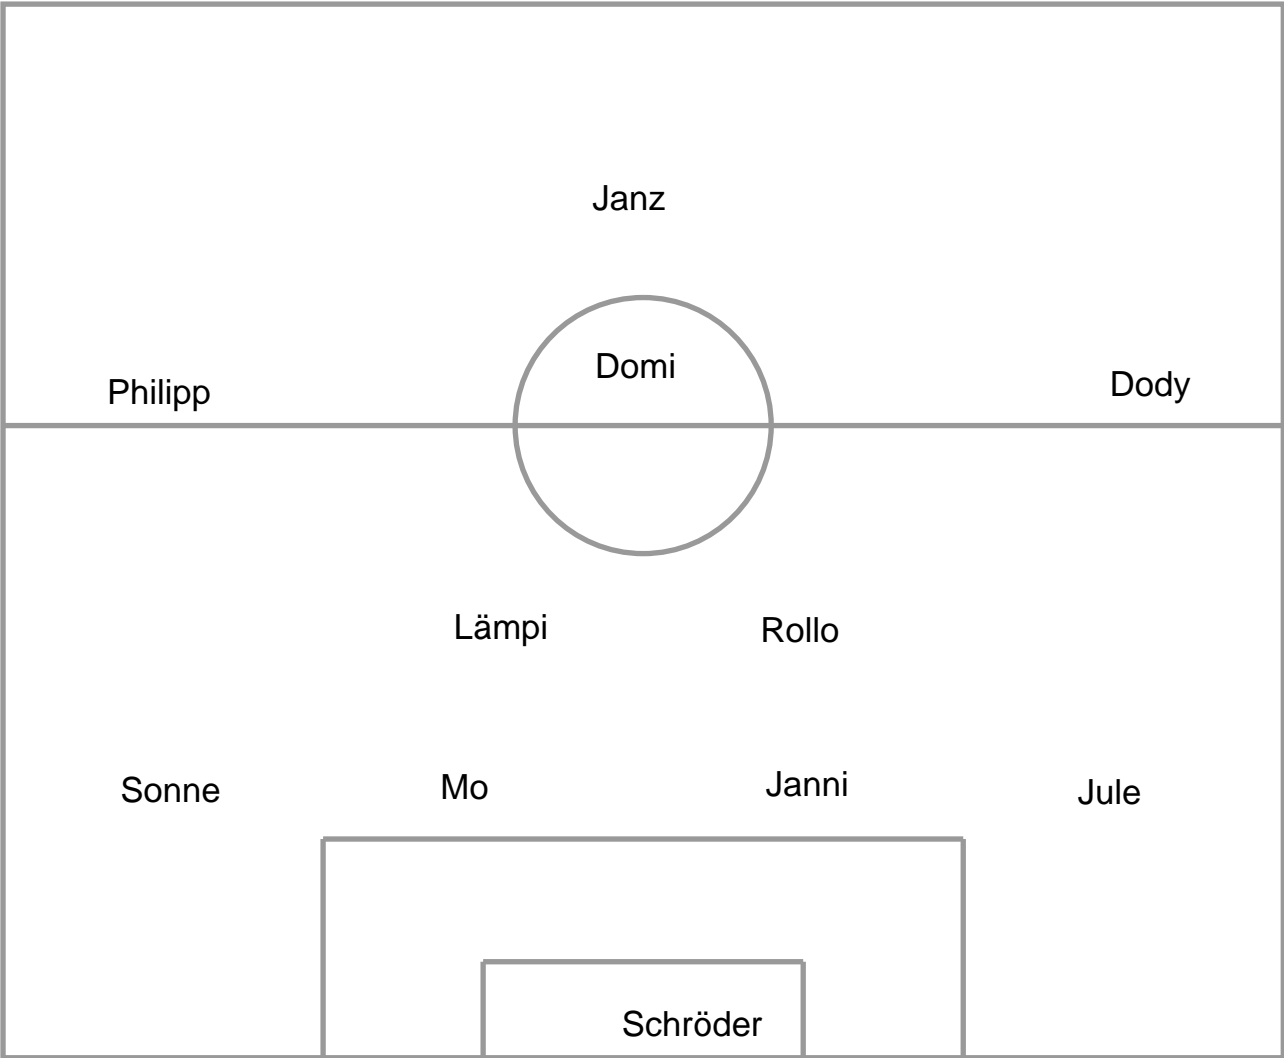 Janz
Domi
Philipp
Dody
Lämpi
Rollo
Sonne
Mo
Janni
Jule
Schröder